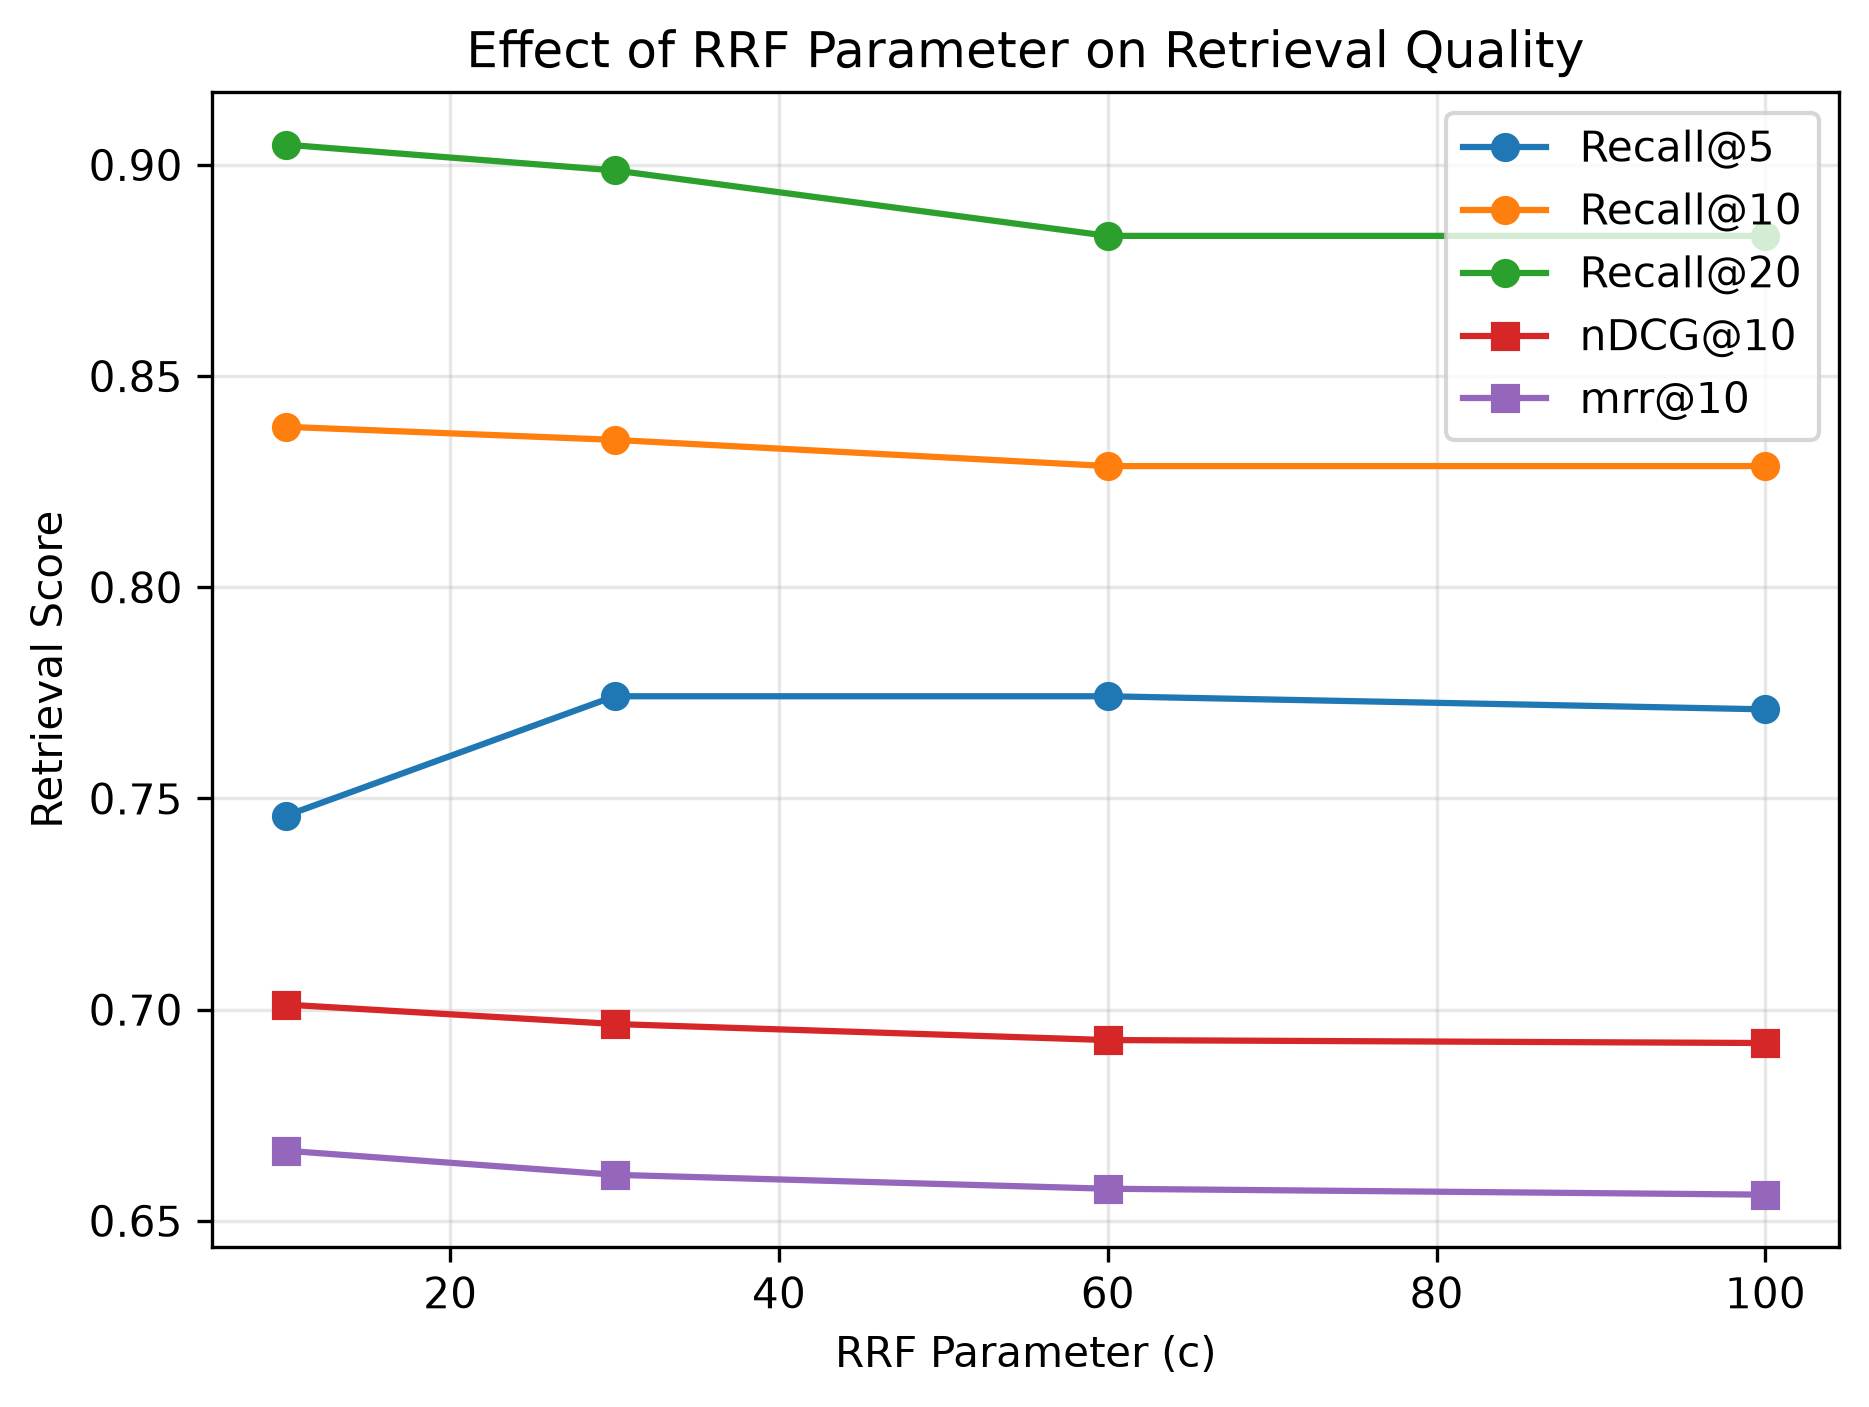 Effect of RRF Parameter on Retrieval Quality
Recall@5
Recall@10
Recall@20
nDCG@10
mrr@10
Retrieval Score
0.90
0.85
0.80
0.75
0.70
0.65
20
40
60
80
100
RRF Parameter (c)